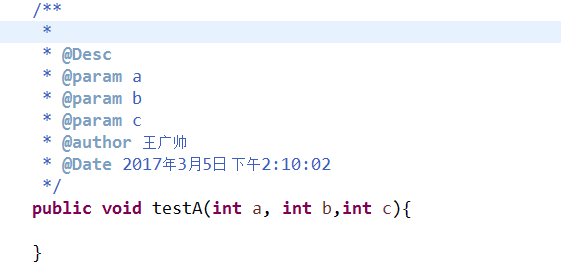 /**
 *
 * @Desc
 * @param a
 * @param b
 * @param c
 * @author 王广帅
 * @Date 2017年3月5日 下午2:10:02
 */
public void testA(int a, int b,int c){
}